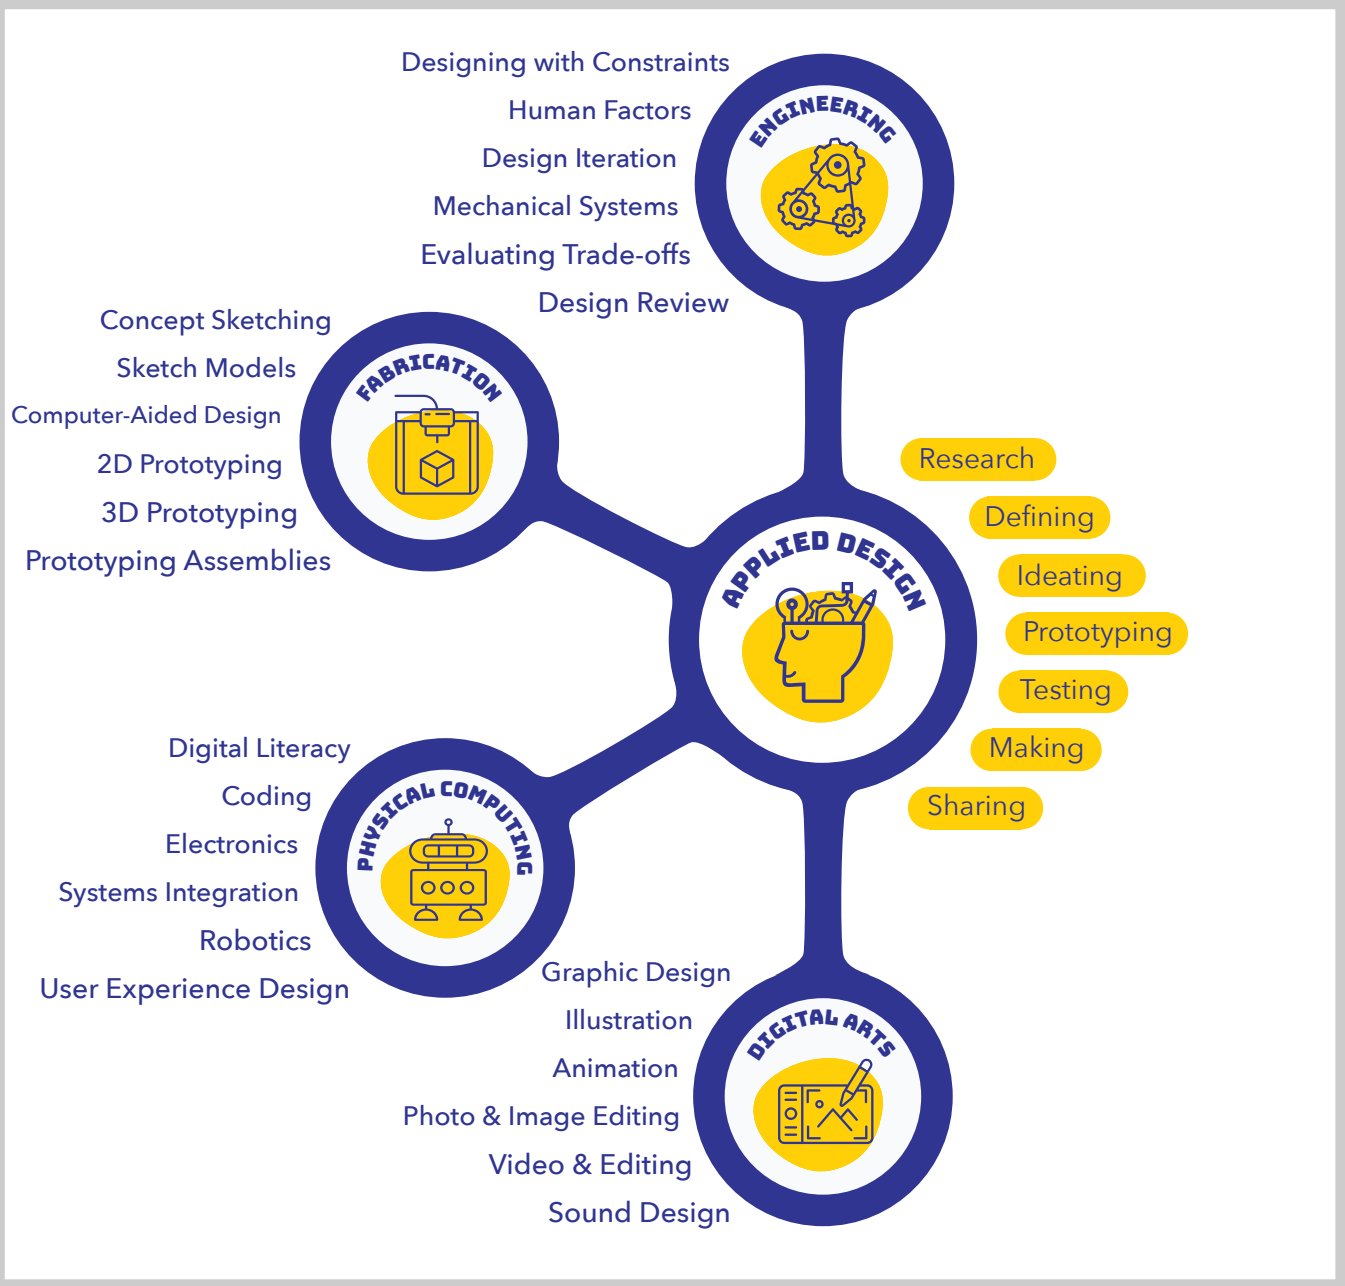 Designing with Constraints
Human Factors
Design Iteration
Mechanical Systems
Evaluating Trade-offs
Design Review
ENGINEERING
Concept Sketching
Sketch Models
Computer-Aided Design
2D Prototyping
3D Prototyping
Prototyping Assemblies
FABRICATION
APPLIED DESIGN
Research
Defining
Ideating
Prototyping
Testing
Making
Sharing
Digital Literacy
Coding
Electronics
Systems Integration
Robotics
User Experience Design
PHYSICAL COMPUTING
Graphic Design
Illustration
Animation
Photo & Image Editing
Video & Editing
Sound Design
DIGITAL ARTS